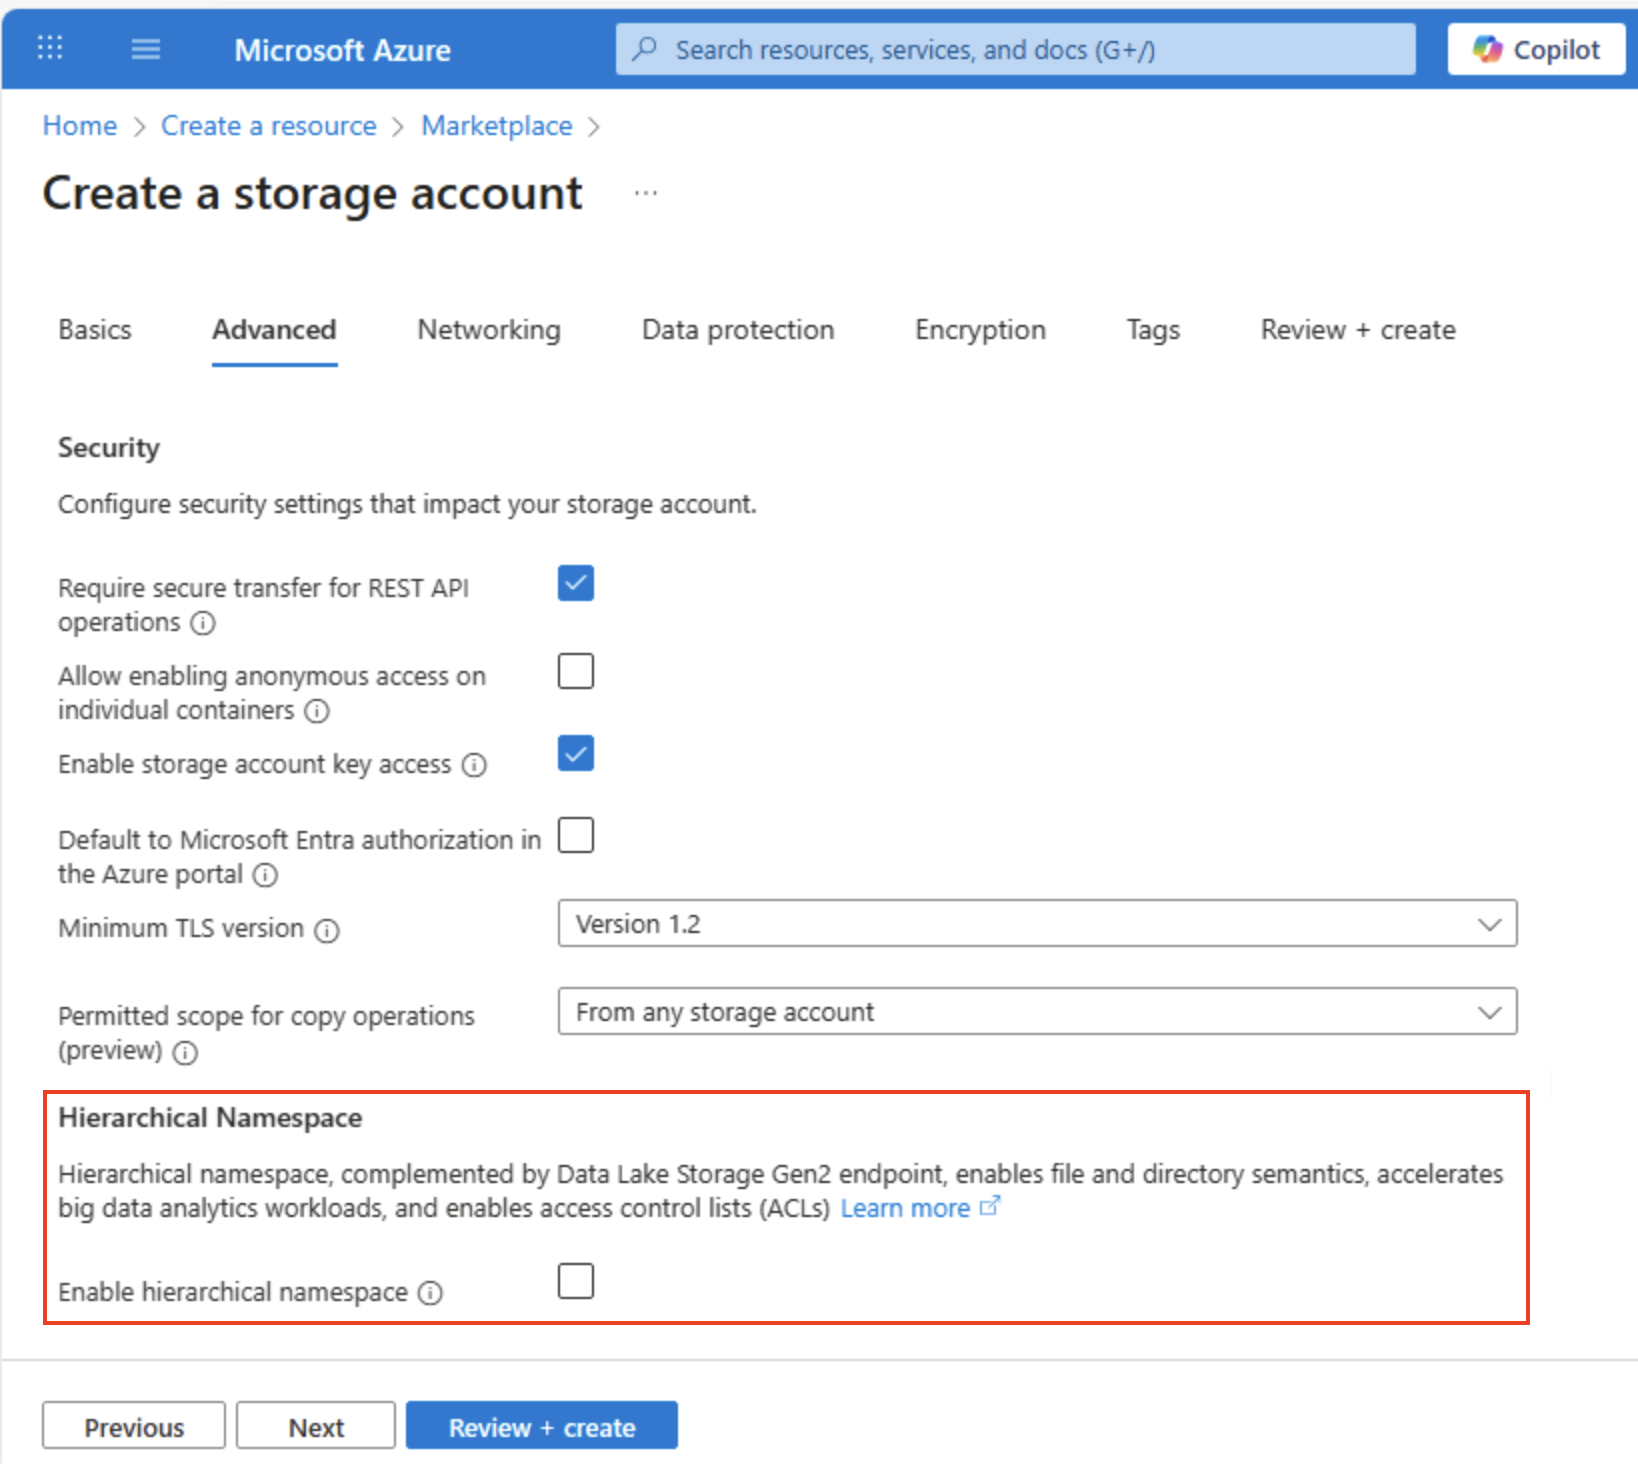 Microsoft Azure
Search resources, services, and docs (G+/)
Copilot
Home > Create a resource > Marketplace >
Create a storage account ...
Basics Advanced Networking Data protection Encryption Tags Review + create
Security
Configure security settings that impact your storage account.
Require secure transfer for REST API
operations
Allow enabling anonymous access on
individual containers
Enable storage account key access
Default to Microsoft Entra authorization in
the Azure portal
Minimum TLS version
Version 1.2
Permitted scope for copy operations
(preview)
From any storage account
Hierarchical Namespace
Hierarchical namespace, complemented by Data Lake Storage Gen2 endpoint, enables file and directory semantics, accelerates
big data analytics workloads, and enables access control lists (ACLs) Learn more
Enable hierarchical namespace
Previous Next Review + create